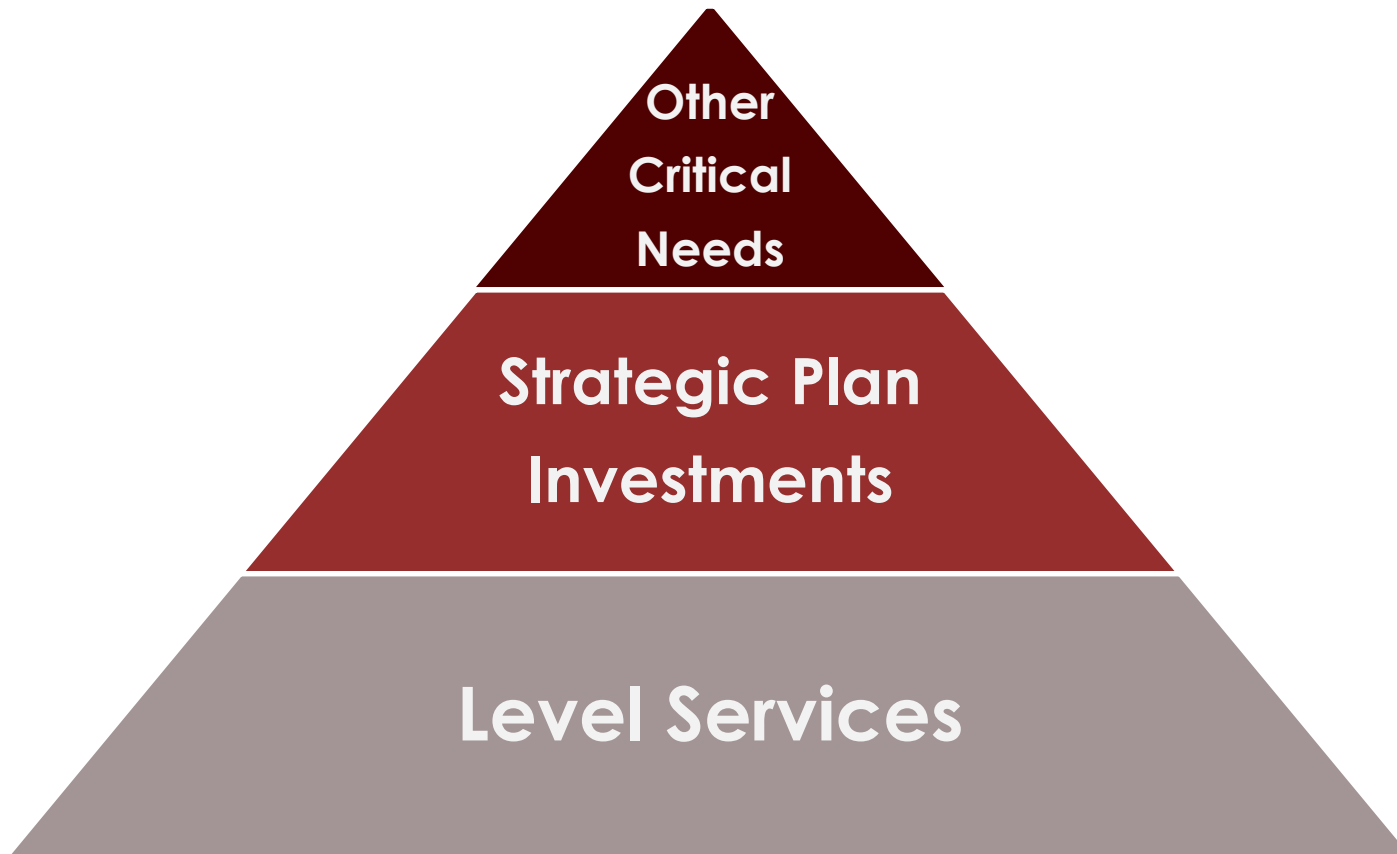 Other
Critical
Needs
Strategic Plan
Investments
Level Services